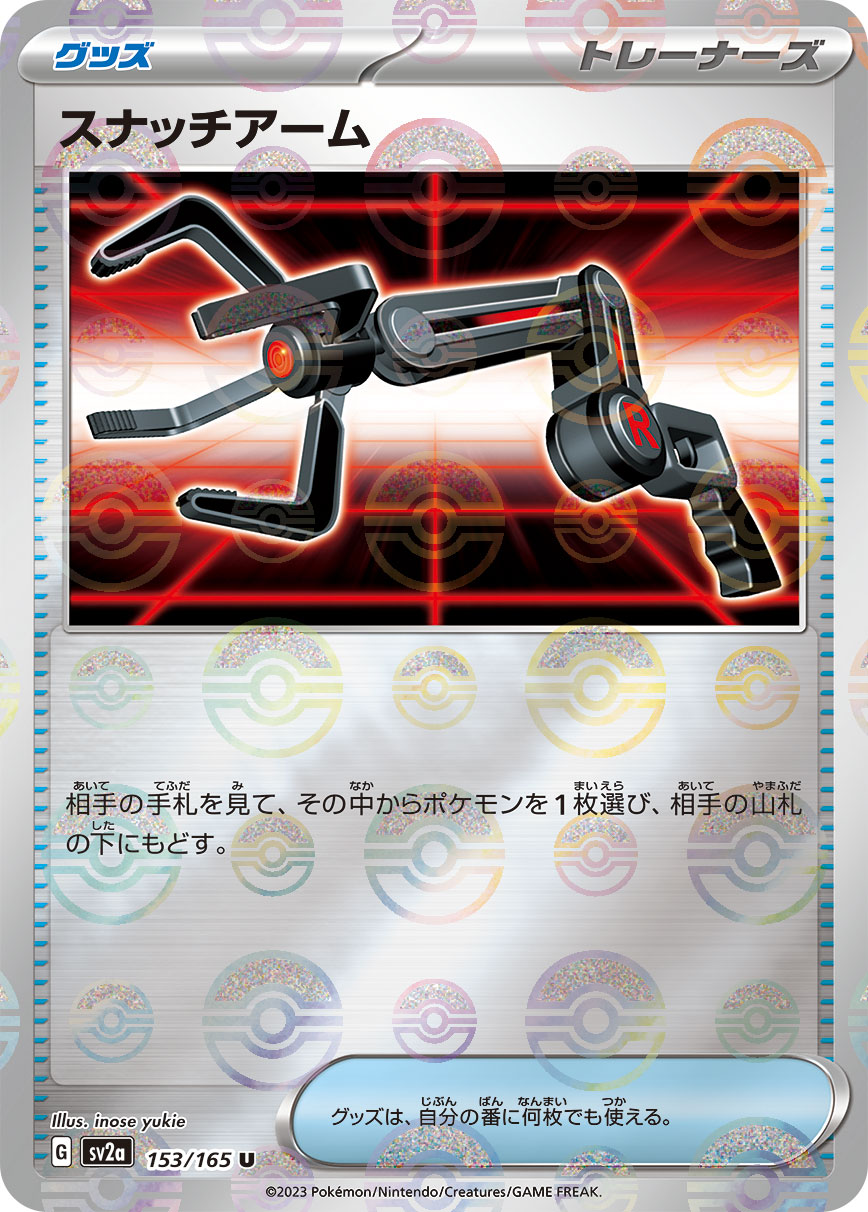 グッズ
トレーナーズ
スナッチアーム
R
相手の手札を見て、その中からポケモンを1枚選び、相手の山札
の下にもどす。
グッズは、自分の番に何枚でも使える。
Illus. inose yukie
G sv2a 153/165 U
©2023 Pokémon/Nintendo/Creatures/GAME FREAK.